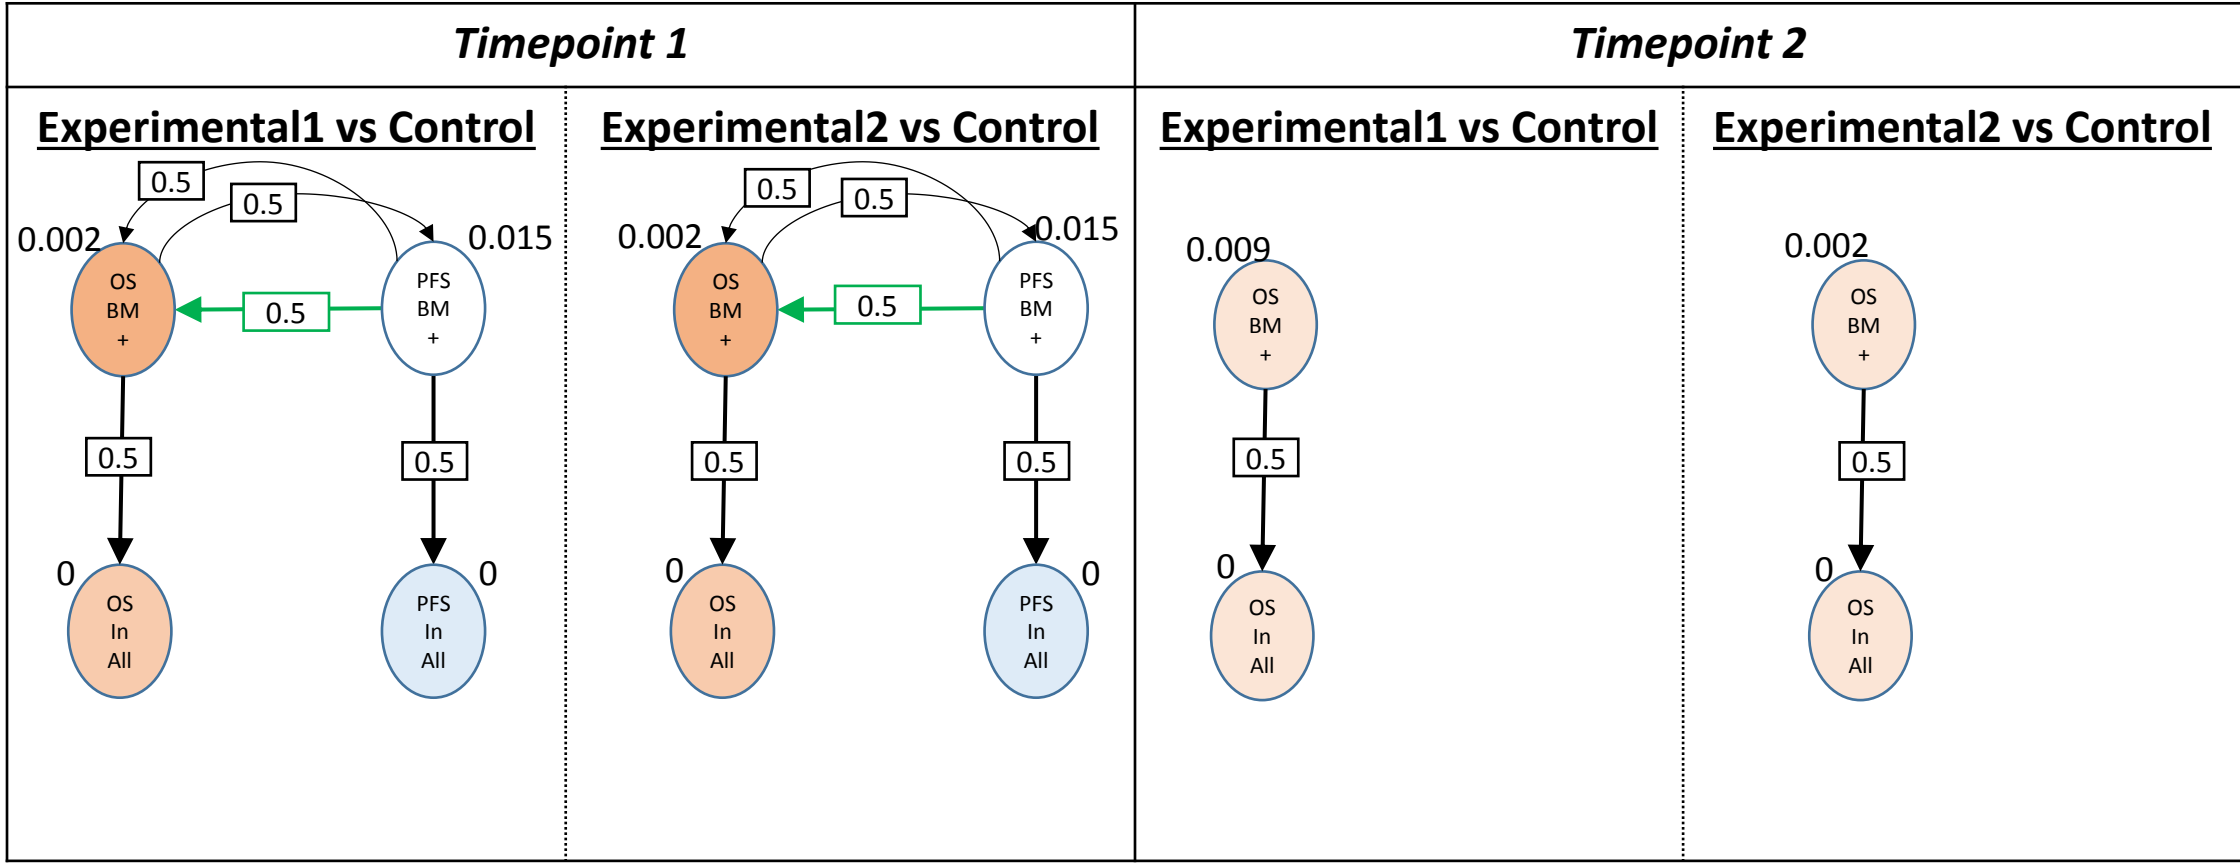 Timepoint 1
Timepoint 2
Experimental1 vs Control
Experimental2 vs Control
Experimental1 vs Control
Experimental2 vs Control
0.5
0.5
0.002
0.015
OS
BM
+
0.5
PFS
BM
+
0.5
0.5
0
0
OS
In
All
PFS
In
All
0.5
0.5
0.002
0.015
OS
BM
+
0.5
PFS
BM
+
0.5
0.5
0
0
OS
In
All
PFS
In
All
0.009
OS
BM
+
0.5
0
OS
In
All
0.002
OS
BM
+
0.5
0
OS
In
All